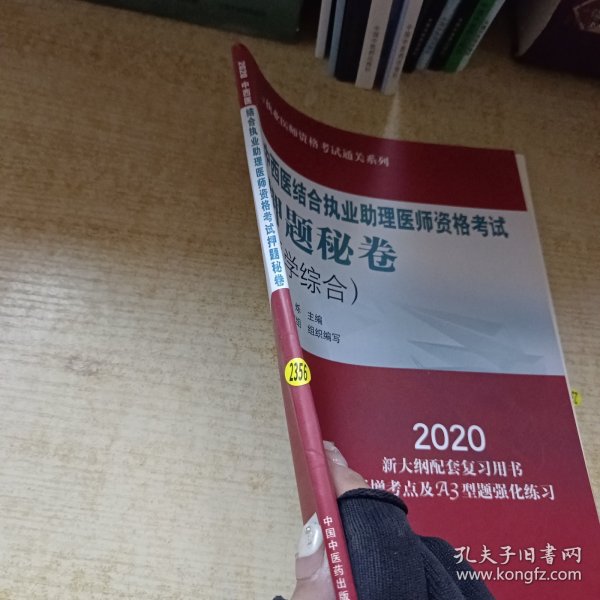 2020 中西医结合执业助理医师资格考试押题秘卷
2356
中国中医药出版
执业医师资格考试通关系列
西医结合执业助理医师资格考试
题秘卷
学综合）
烁 主编
组织编写
2020
新大纲配套复习用书
增考点及A3型题强化练习
孔夫子旧书网
www.kongfz.com